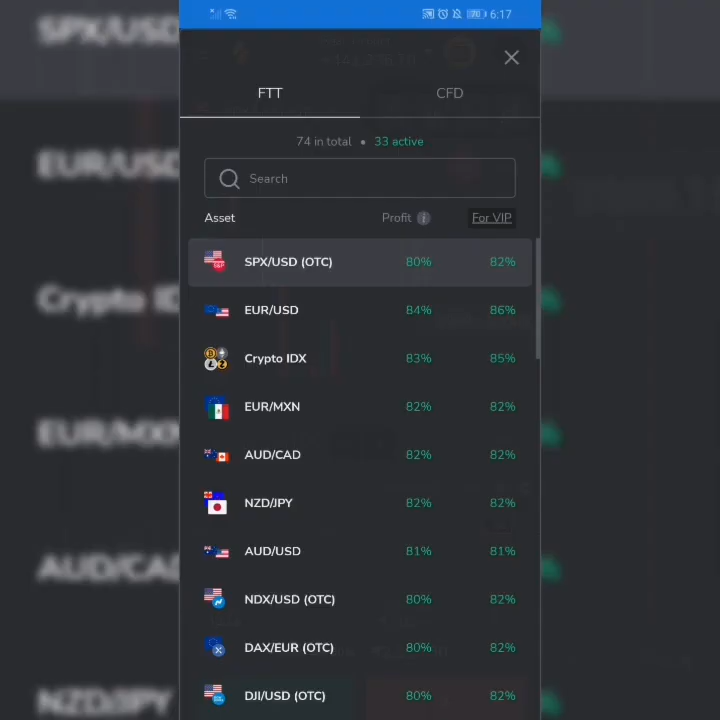 70 6:17
FTT CFD
74 in total • 33 active
Search
Asset Profit i For VIP
SPX/USD (OTC) 80% 82%
EUR/USD 84% 86%
Crypto IDX 83% 85%
EUR/MXN 82% 82%
AUD/CAD 82% 82%
NZD/JPY 82% 82%
AUD/USD 81% 81%
NDX/USD (OTC) 80% 82%
DAX/EUR (OTC) 80% 82%
DJI/USD (OTC) 80% 82%